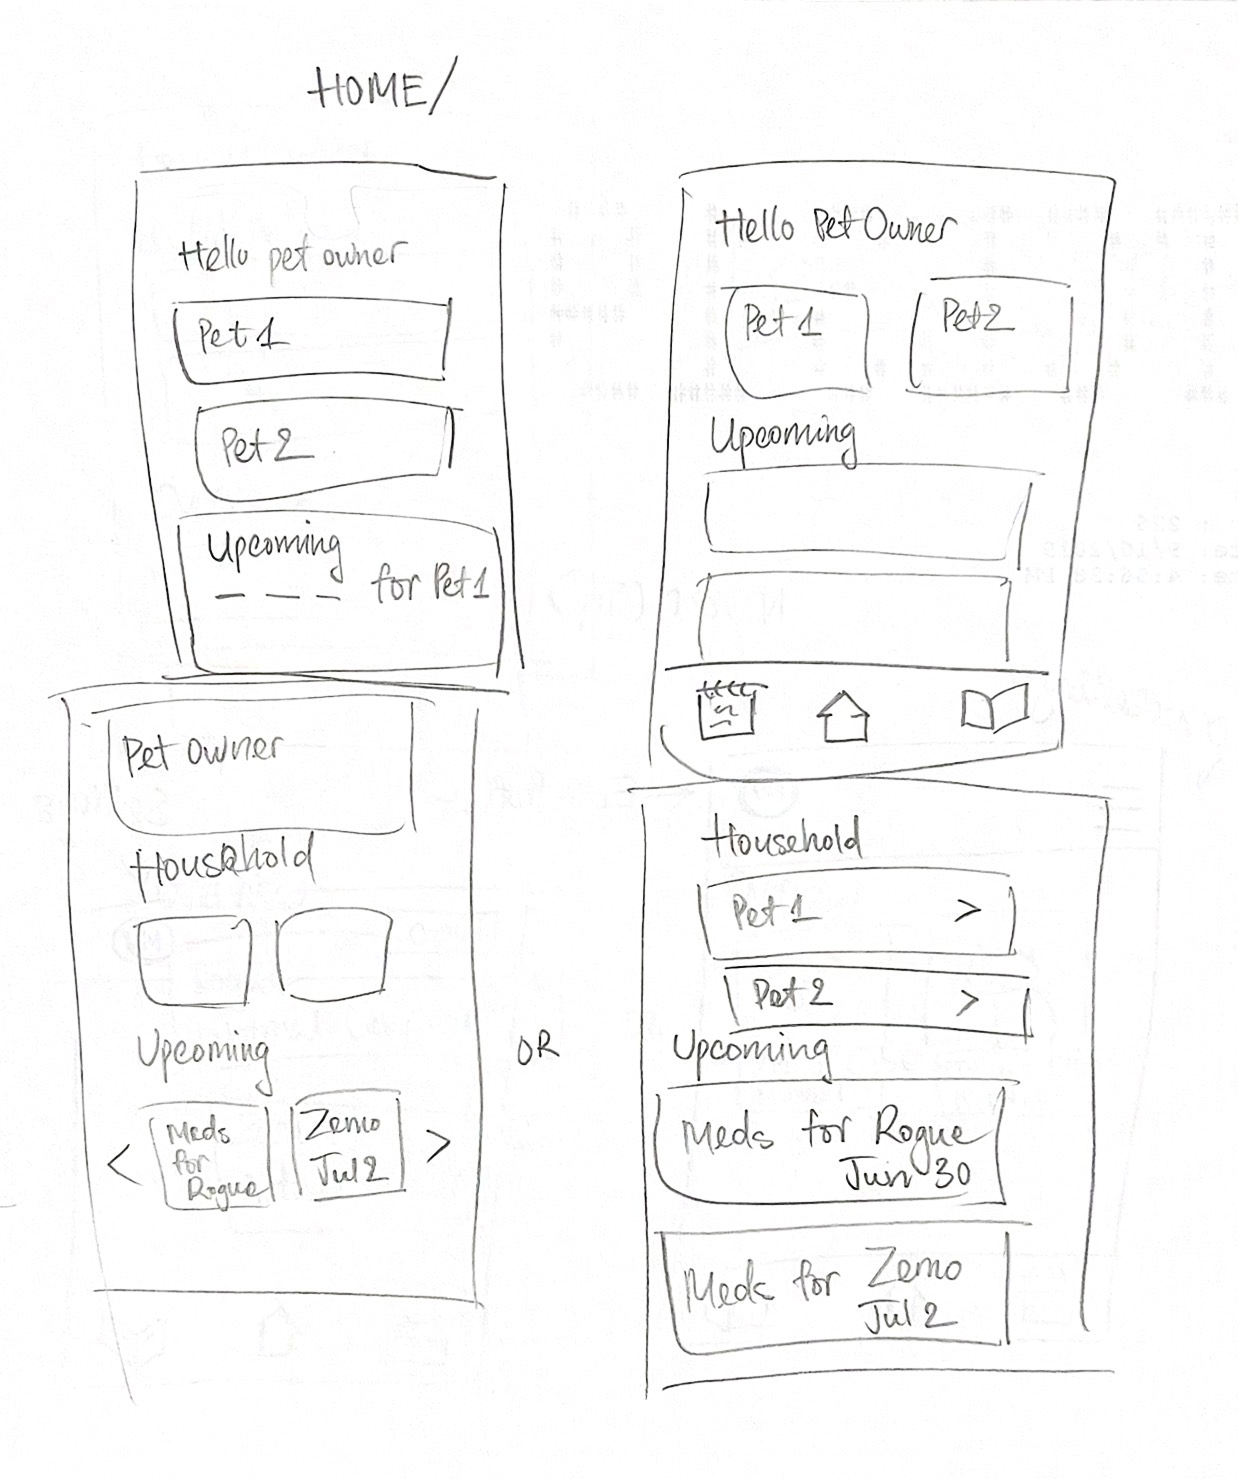 HOME/
Hello pet owner
Pet 1
Pet 2
Upcoming
for Pet 1
Hello Pet Owner
Pet 1
Pet 2
Upcoming
Pet owner
Household
Upcoming
<
Meds
for
Rogue
Zemo
Jul 2
>
OR
Household
Pet 1 >
Pet 2 >
Upcoming
Meds for Rogue
Jun 30
Meds for Zemo
Jul 2